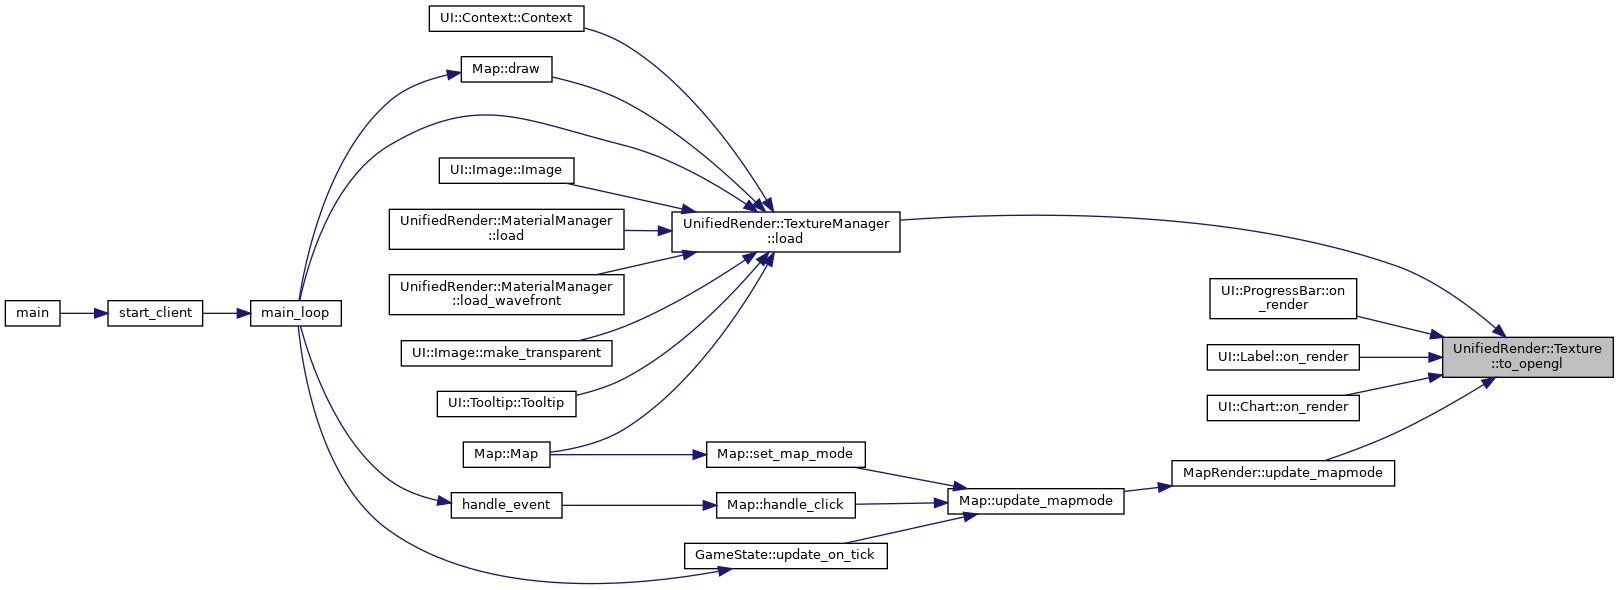 UI::Context::Context
Map::draw
UI::Image::Image
UnifiedRender::MaterialManager
::load
UnifiedRender::TextureManager
::load
UnifiedRender::MaterialManager
::load_wavefront
UI::ProgressBar::on
_render
main
start_client
main_loop
UI::Image::make_transparent
UI::Label::on_render
UnifiedRender::Texture
::to_opengl
UI::Tooltip::Tooltip
UI::Chart::on_render
Map::Map
Map::set_map_mode
MapRender::update_mapmode
handle_event
Map::handle_click
Map::update_mapmode
GameState::update_on_tick